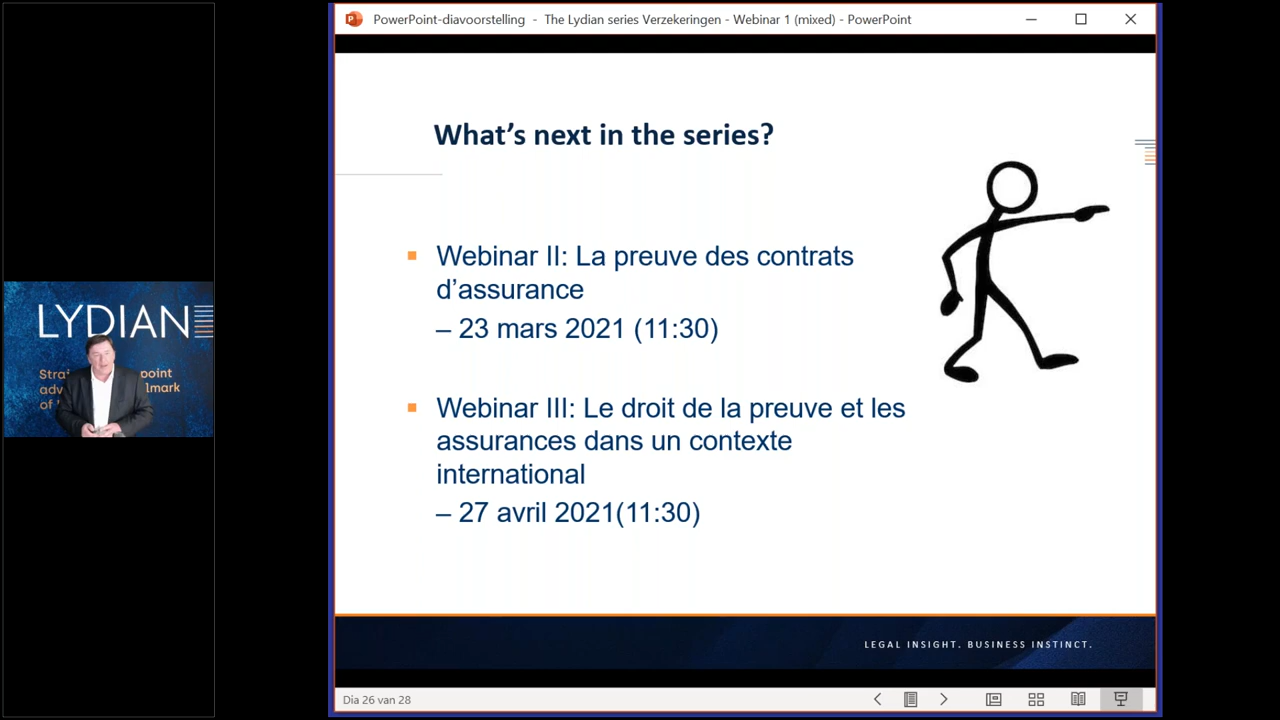 PowerPoint-diavoorstelling - The Lydian series Verzekeringen - Webinar 1 (mixed) - PowerPoint
What's next in the series?
Webinar II: La preuve des contrats
d'assurance
– 23 mars 2021 (11:30)
Webinar III: Le droit de la preuve et les
assurances dans un contexte
international
– 27 avril 2021(11:30)
LEGAL INSIGHT. BUSINESS INSTINCT.
Dia 26 van 28
LYDIAN
point
of